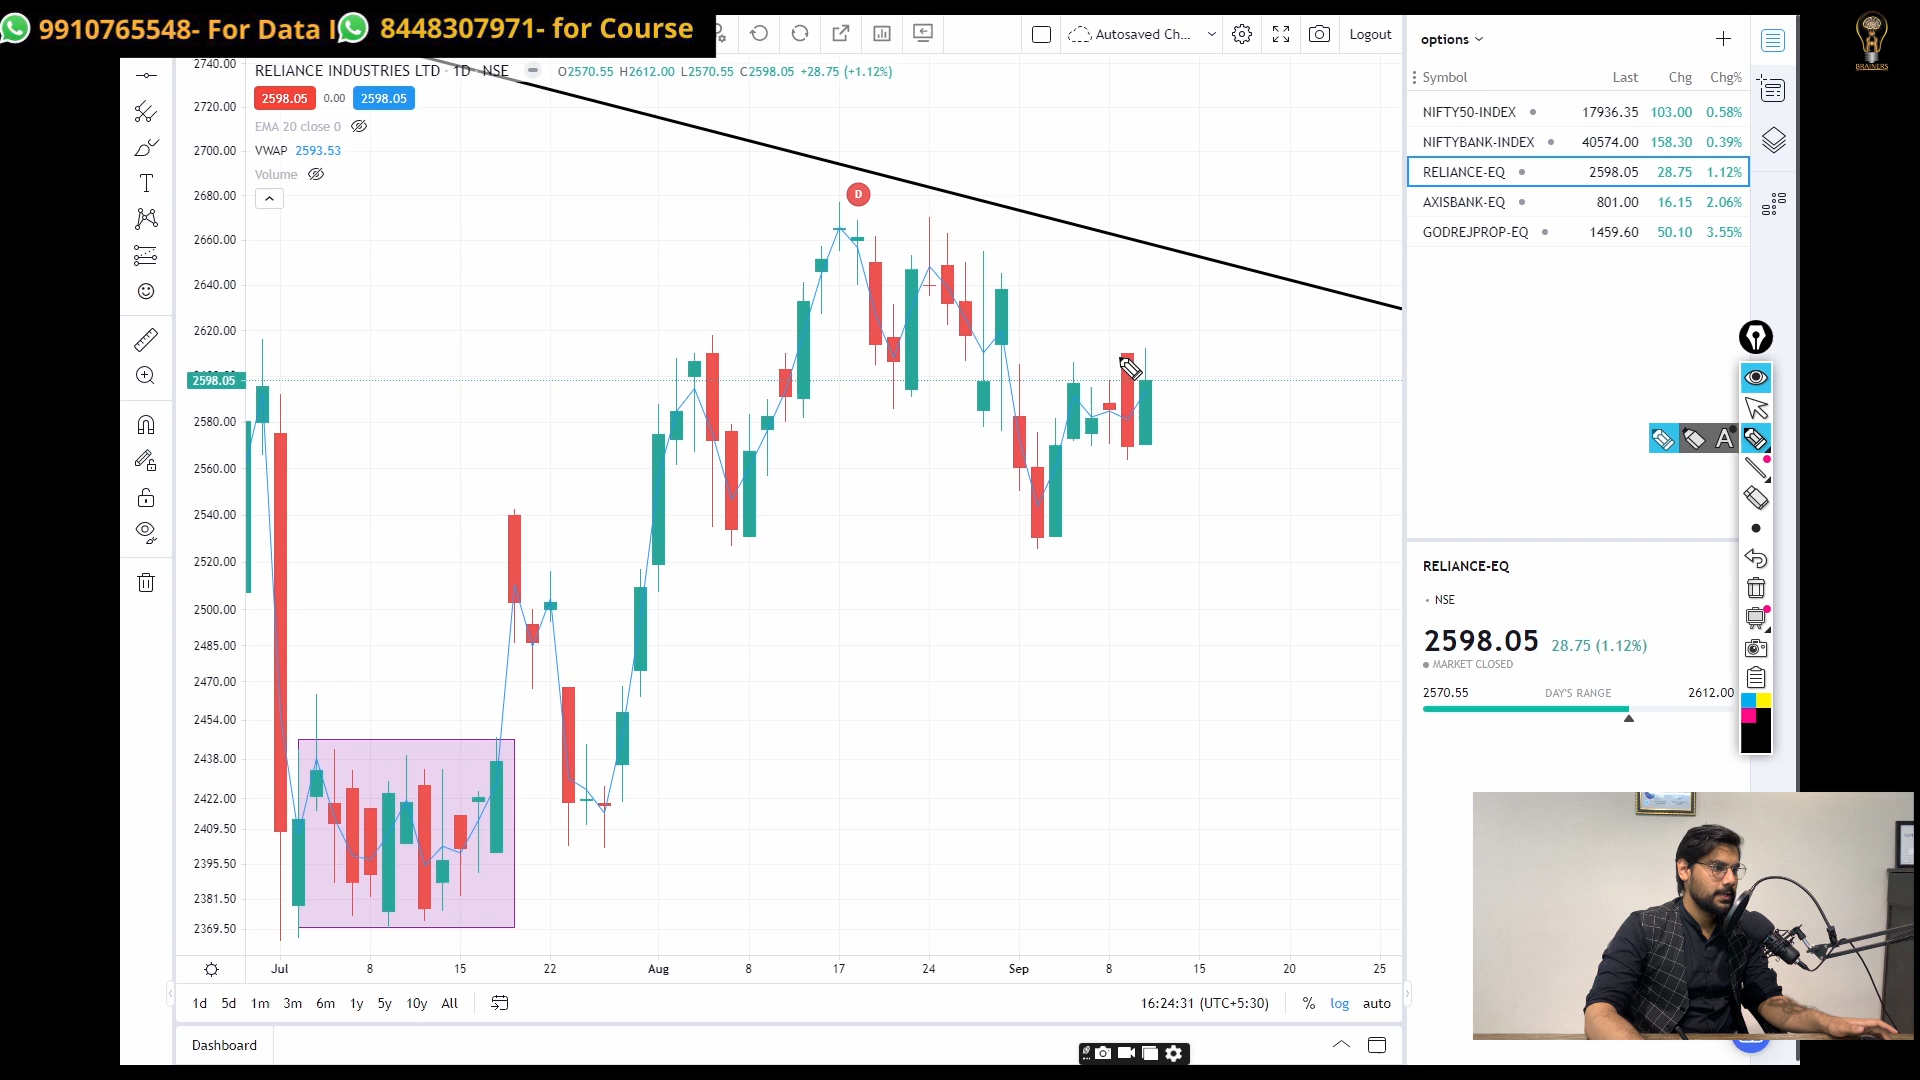 9910765548- For Data I
8448307971- for Course
Autosaved Ch...
Logout
options
BRAINERS
RELIANCE INDUSTRIES LTD · 1D · NSE
O2570.55 H2612.00 L2570.55 C2598.05 +28.75 (+1.12%)
2598.05 0.00 2598.05
EMA 20 close 0
VWAP 2593.53
Volume
D
2740.00
2720.00
2700.00
2680.00
2660.00
2640.00
2620.00
2598.05
2580.00
2560.00
2540.00
2520.00
2500.00
2485.00
2470.00
2454.00
2438.00
2422.00
2409.50
2395.50
2381.50
2369.50
Jul 8 15 22 Aug 8 17 24 Sep 8 15 20 25
1d 5d 1m 3m 6m 1y 5y 10y All
16:24:31 (UTC+5:30) % log auto
Dashboard
Symbol Last Chg Chg%
NIFTY50-INDEX 17936.35 103.00 0.58%
NIFTYBANK-INDEX 40574.00 158.30 0.39%
RELIANCE-EQ 2598.05 28.75 1.12%
AXISBANK-EQ 801.00 16.15 2.06%
GODREJPROP-EQ 1459.60 50.10 3.55%
A
RELIANCE-EQ
NSE
2598.05 28.75 (1.12%)
MARKET CLOSED
2570.55 DAY'S RANGE 2612.00